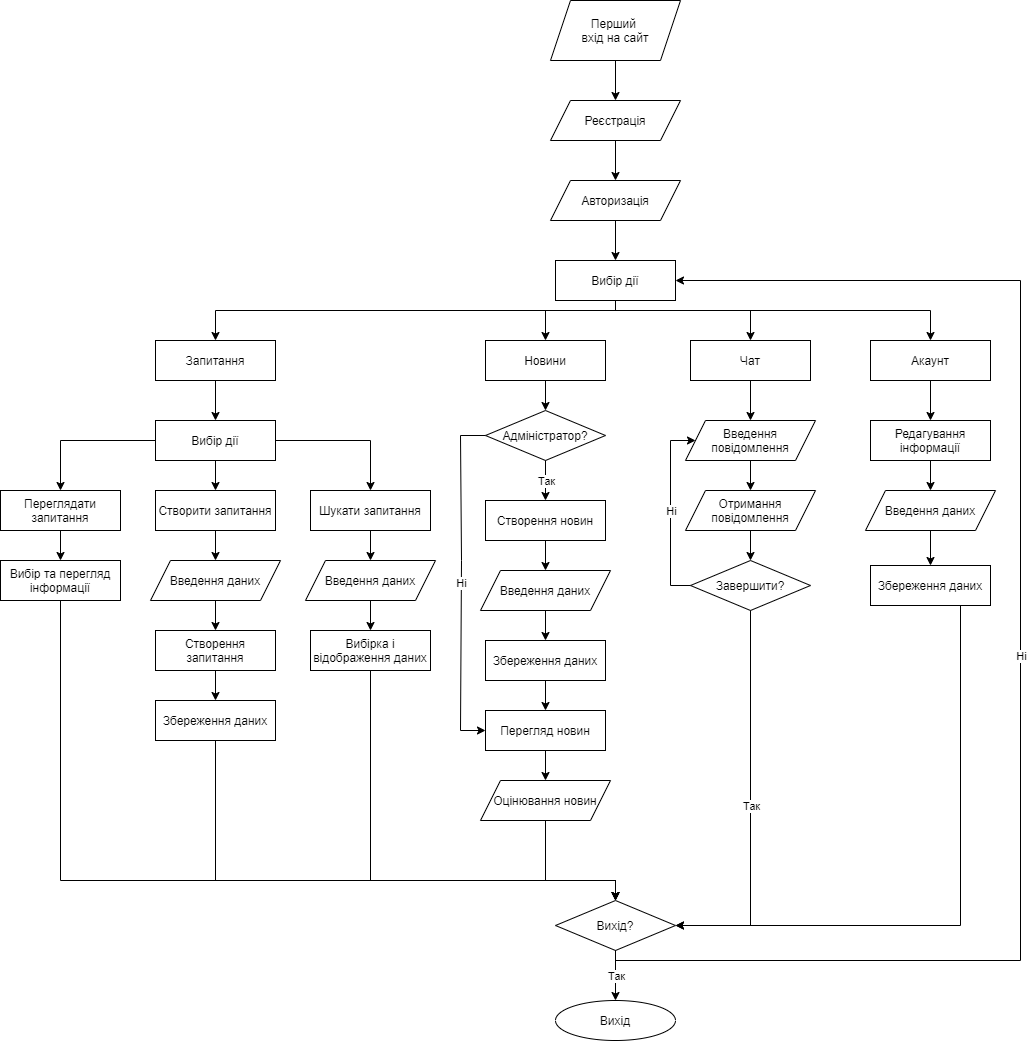 Перший
вхід на сайт
Реєстрація
Авторизація
Вибір дії
Запитання
Новини
Чат
Акаунт
Вибір дії
Адміністратор?
Введення
повідомлення
Редагування
інформації
Так
Переглядати
запитання
Створити запитання
Шукати запитання
Створення новин
Ні
Отримання
повідомлення
Введення даних
Вибір та перегляд
інформації
Введення даних
Введення даних
Ні
Введення даних
Завершити?
Збереження даних
Створення
запитання
Вибірка і
відображення даних
Збереження даних
Ні
Збереження даних
Перегляд новин
Оцінювання новин
Так
Вихід?
Так
Вихід